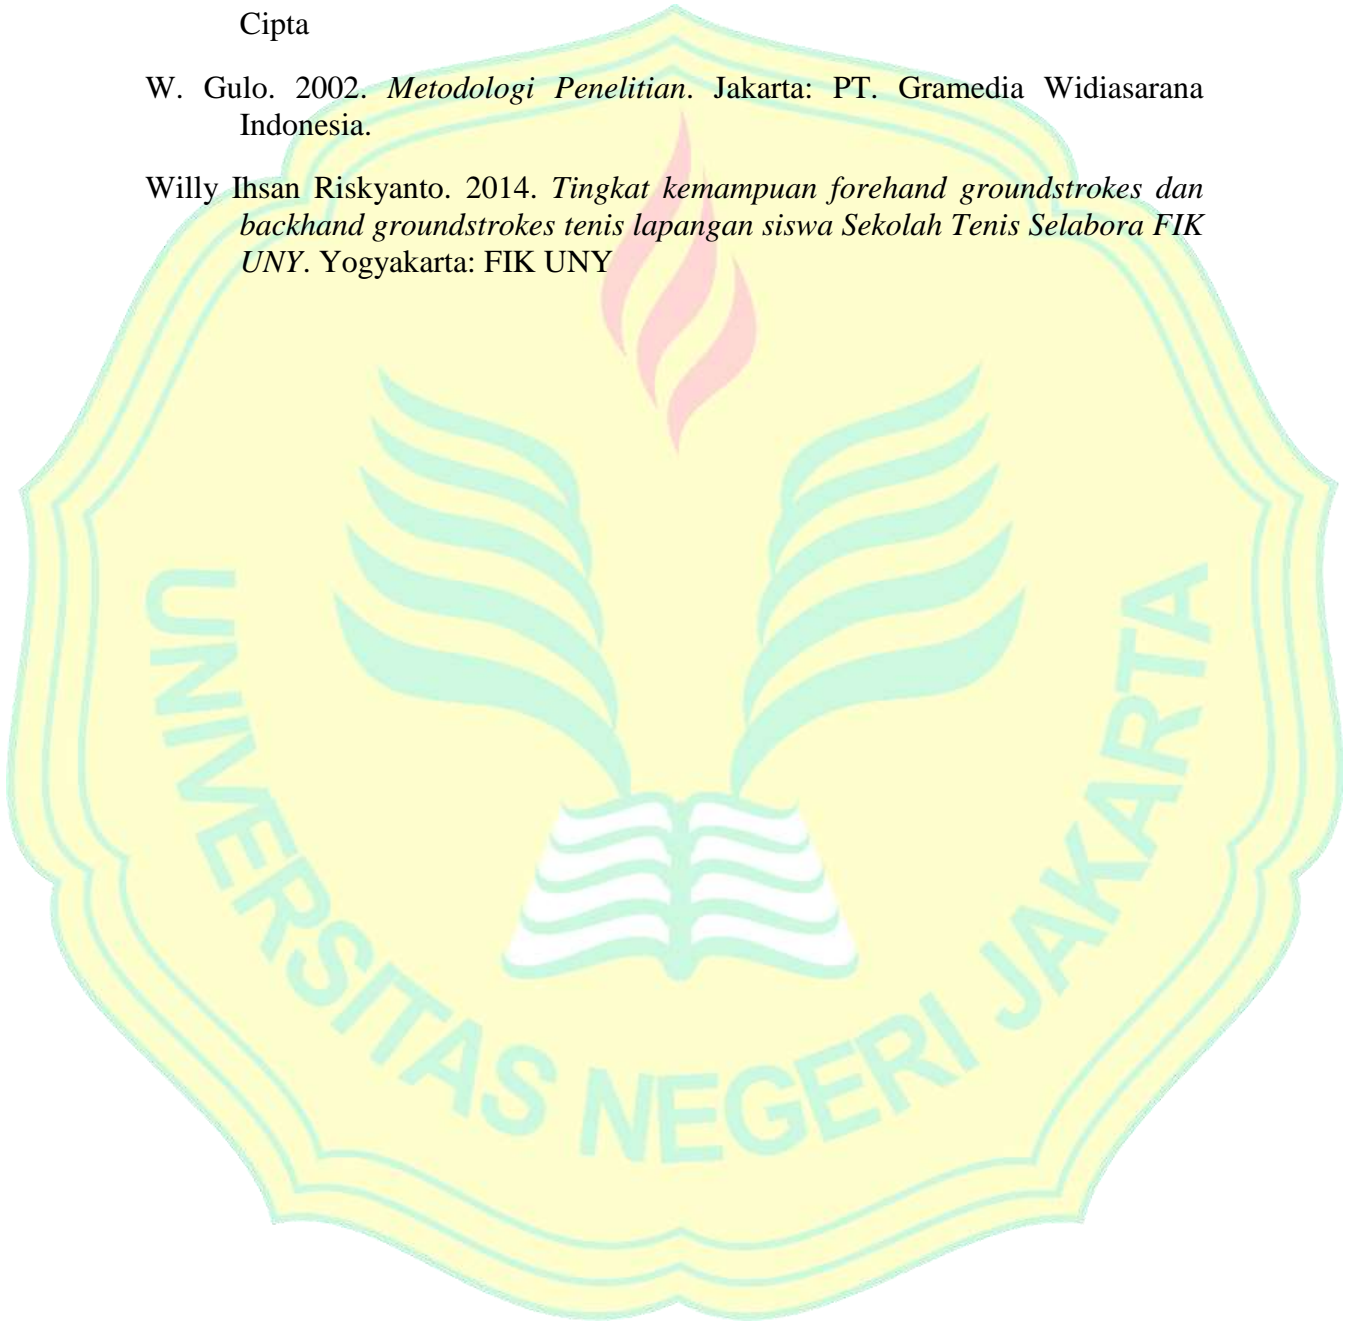 Cipta
W. Gulo. 2002. Metodologi Penelitian. Jakarta: PT. Gramedia Widiasarana
Indonesia.
Willy Ihsan Riskyanto. 2014. Tingkat kemampuan forehand groundstrokes dan
backhand groundstrokes tenis lapangan siswa Sekolah Tenis Selabora FIK
UNY. Yogyakarta: FIK UNY
UNIVERSITAS NEGERI JAKARTA